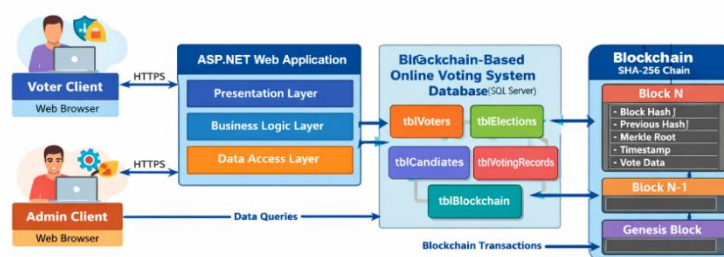 Voter Client
Web Browser
HTTPS
Admin Client
Web Browser
HTTPS
ASP.NET Web Application
Presentation Layer
Business Logic Layer
Data Access Layer
Data Queries
Online Voting System
Database (SQL Server)
tblVoters
tblElections
tblCandiates
tblVotingRecords
tblBlockchain
Blockchain Transactions
Blockchain
SHA-256 Chain
Block N
- Block Hash
- Previous Hash
- Merkle Root
- Timestamp
- Vote Data
Block N-1
Genesis Block